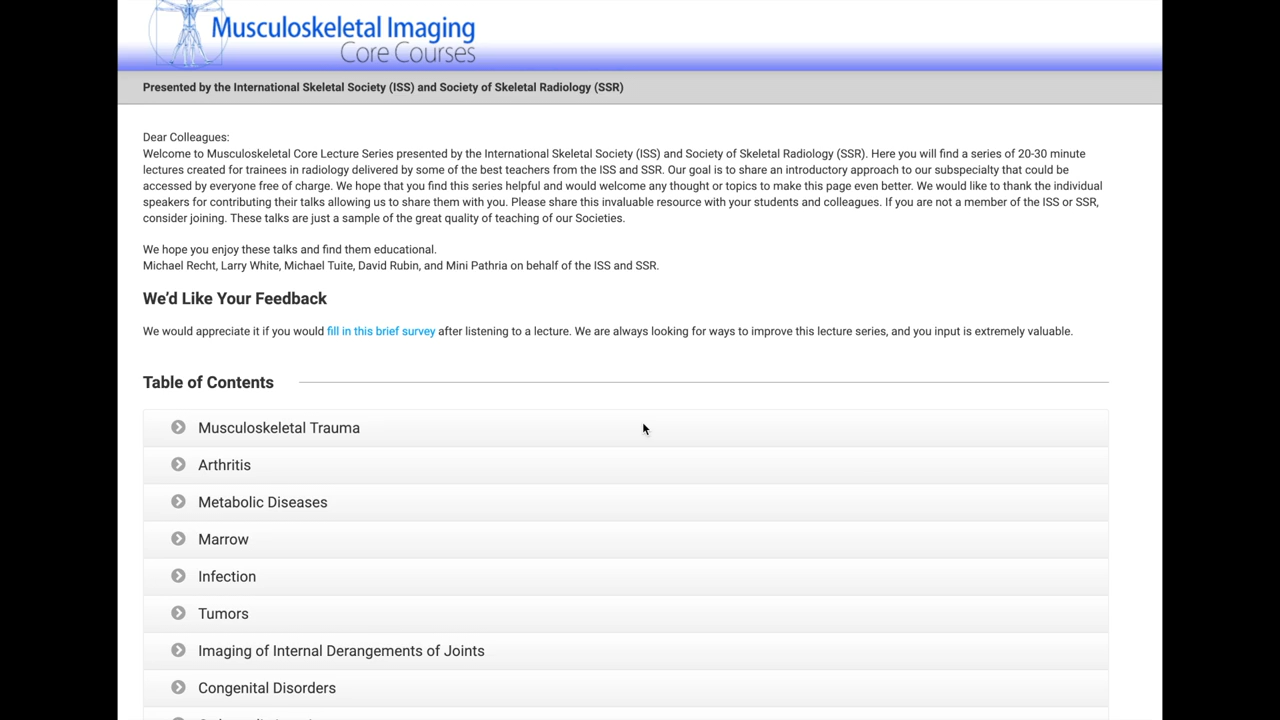 Musculoskeletal Imaging
Core Courses
Presented by the International Skeletal Society (ISS) and Society of Skeletal Radiology (SSR)
Dear Colleagues:
Welcome to Musculoskeletal Core Lecture Series presented by the International Skeletal Society (ISS) and Society of Skeletal Radiology (SSR). Here you will find a series of 20-30 minute
lectures created for trainees in radiology delivered by some of the best teachers from the ISS and SSR. Our goal is to share an introductory approach to our subspecialty that could be
accessed by everyone free of charge. We hope that you find this series helpful and would welcome any thought or topics to make this page even better. We would like to thank the individual
speakers for contributing their talks allowing us to share them with you. Please share this invaluable resource with your students and colleagues. If you are not a member of the ISS or SSR,
consider joining. These talks are just a sample of the great quality of teaching of our Societies.
We hope you enjoy these talks and find them educational.
Michael Recht, Larry White, Michael Tuite, David Rubin, and Mini Pathria on behalf of the ISS and SSR.
We'd Like Your Feedback
We would appreciate it if you would fill in this brief survey after listening to a lecture. We are always looking for ways to improve this lecture series, and you input is extremely valuable.
Table of Contents
Musculoskeletal Trauma
Arthritis
Metabolic Diseases
Marrow
Infection
Tumors
Imaging of Internal Derangements of Joints
Congenital Disorders